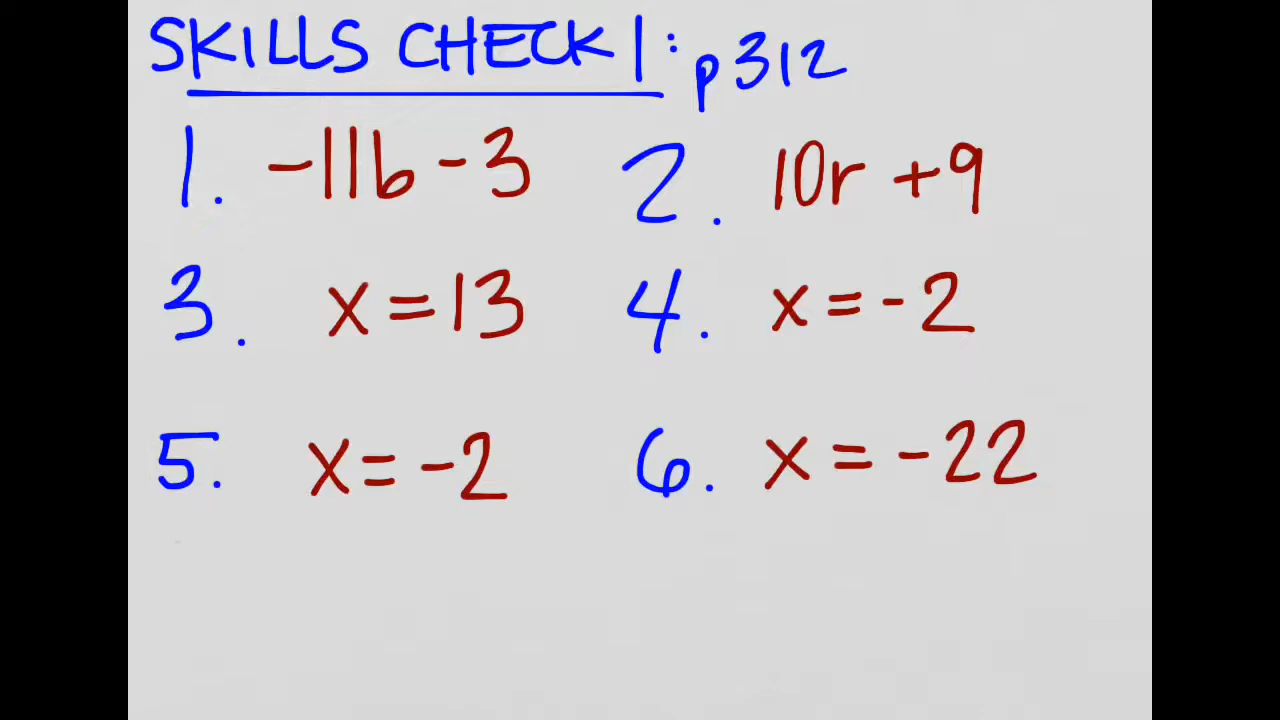 SKILLS CHECK 1: p312
1. -11b - 3 2. 10r + 9
3. x = 13 4. x = -2
5. x = -2 6. x = -22